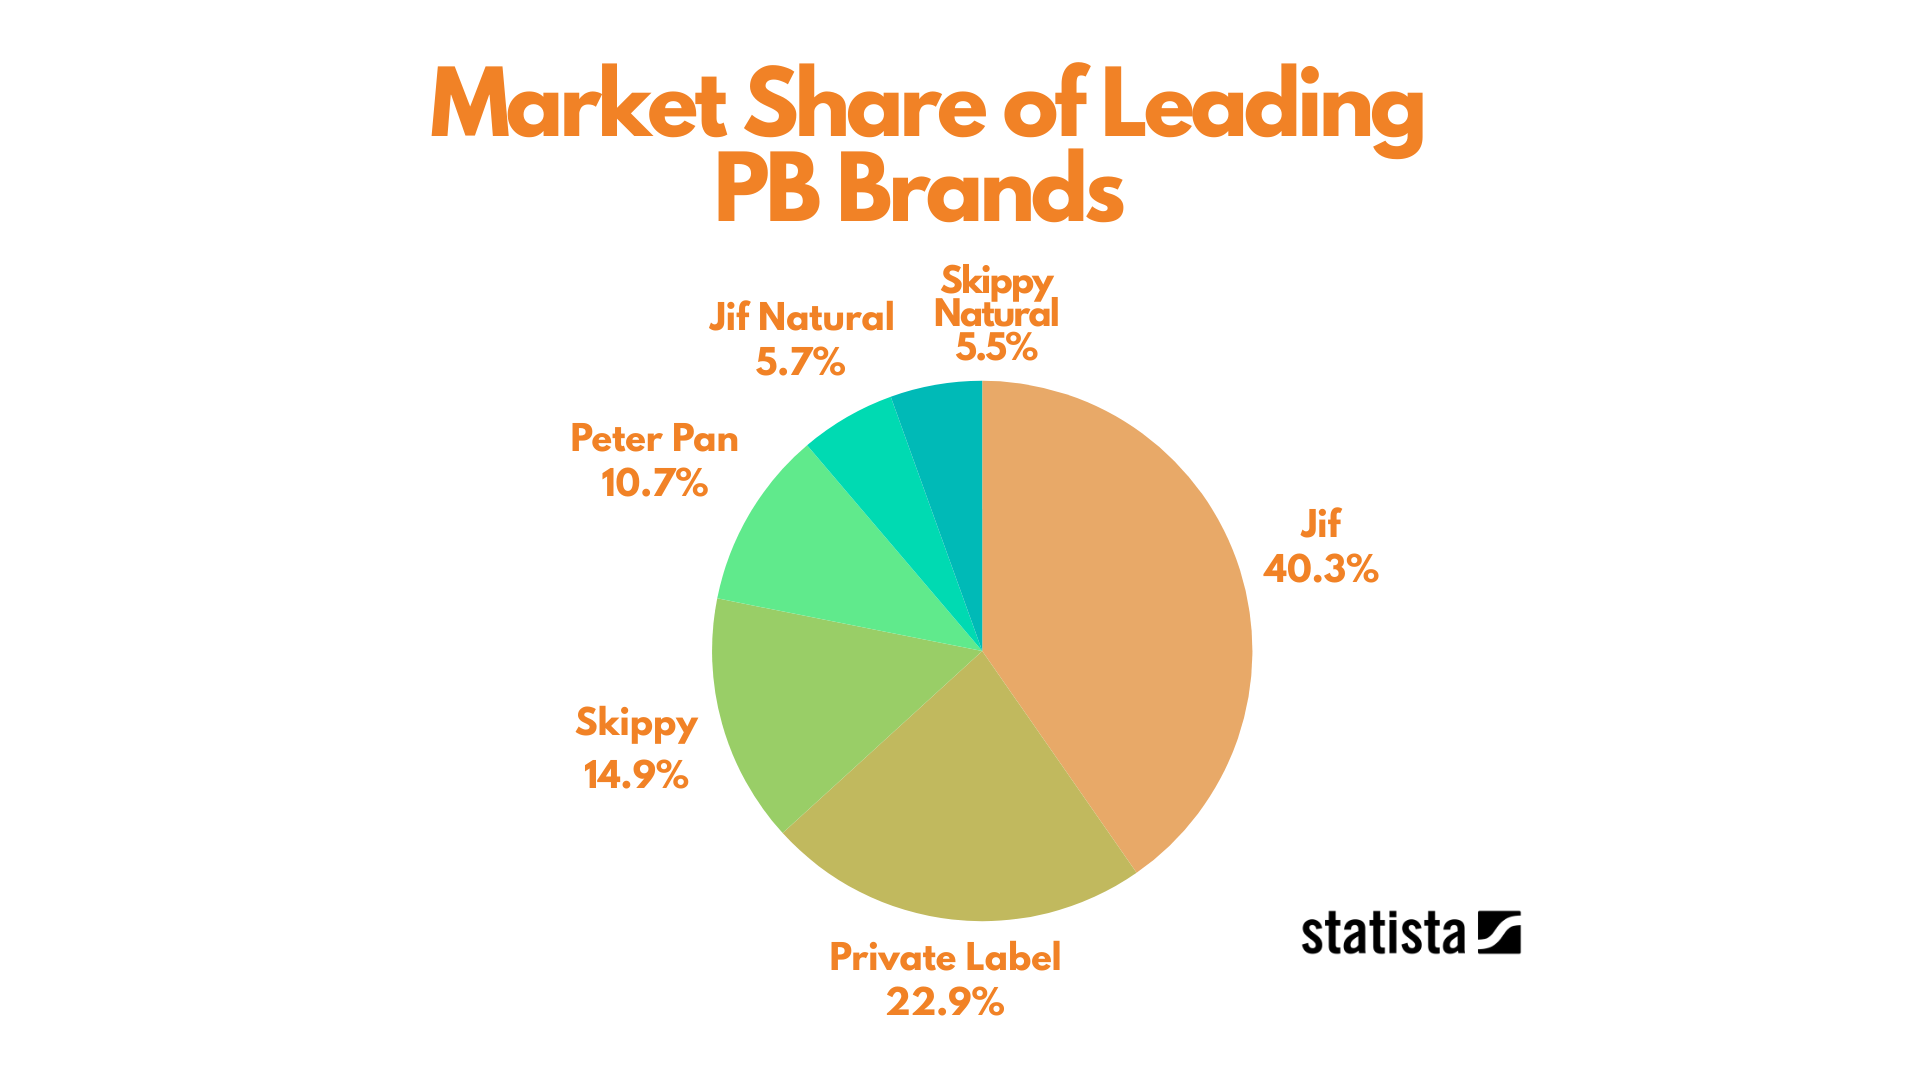 Market Share of Leading
PB Brands
Skippy
Natural
5.5%
Jif Natural
5.7%
Peter Pan
10.7%
Jif
40.3%
Skippy
14.9%
Private Label
22.9%
statista